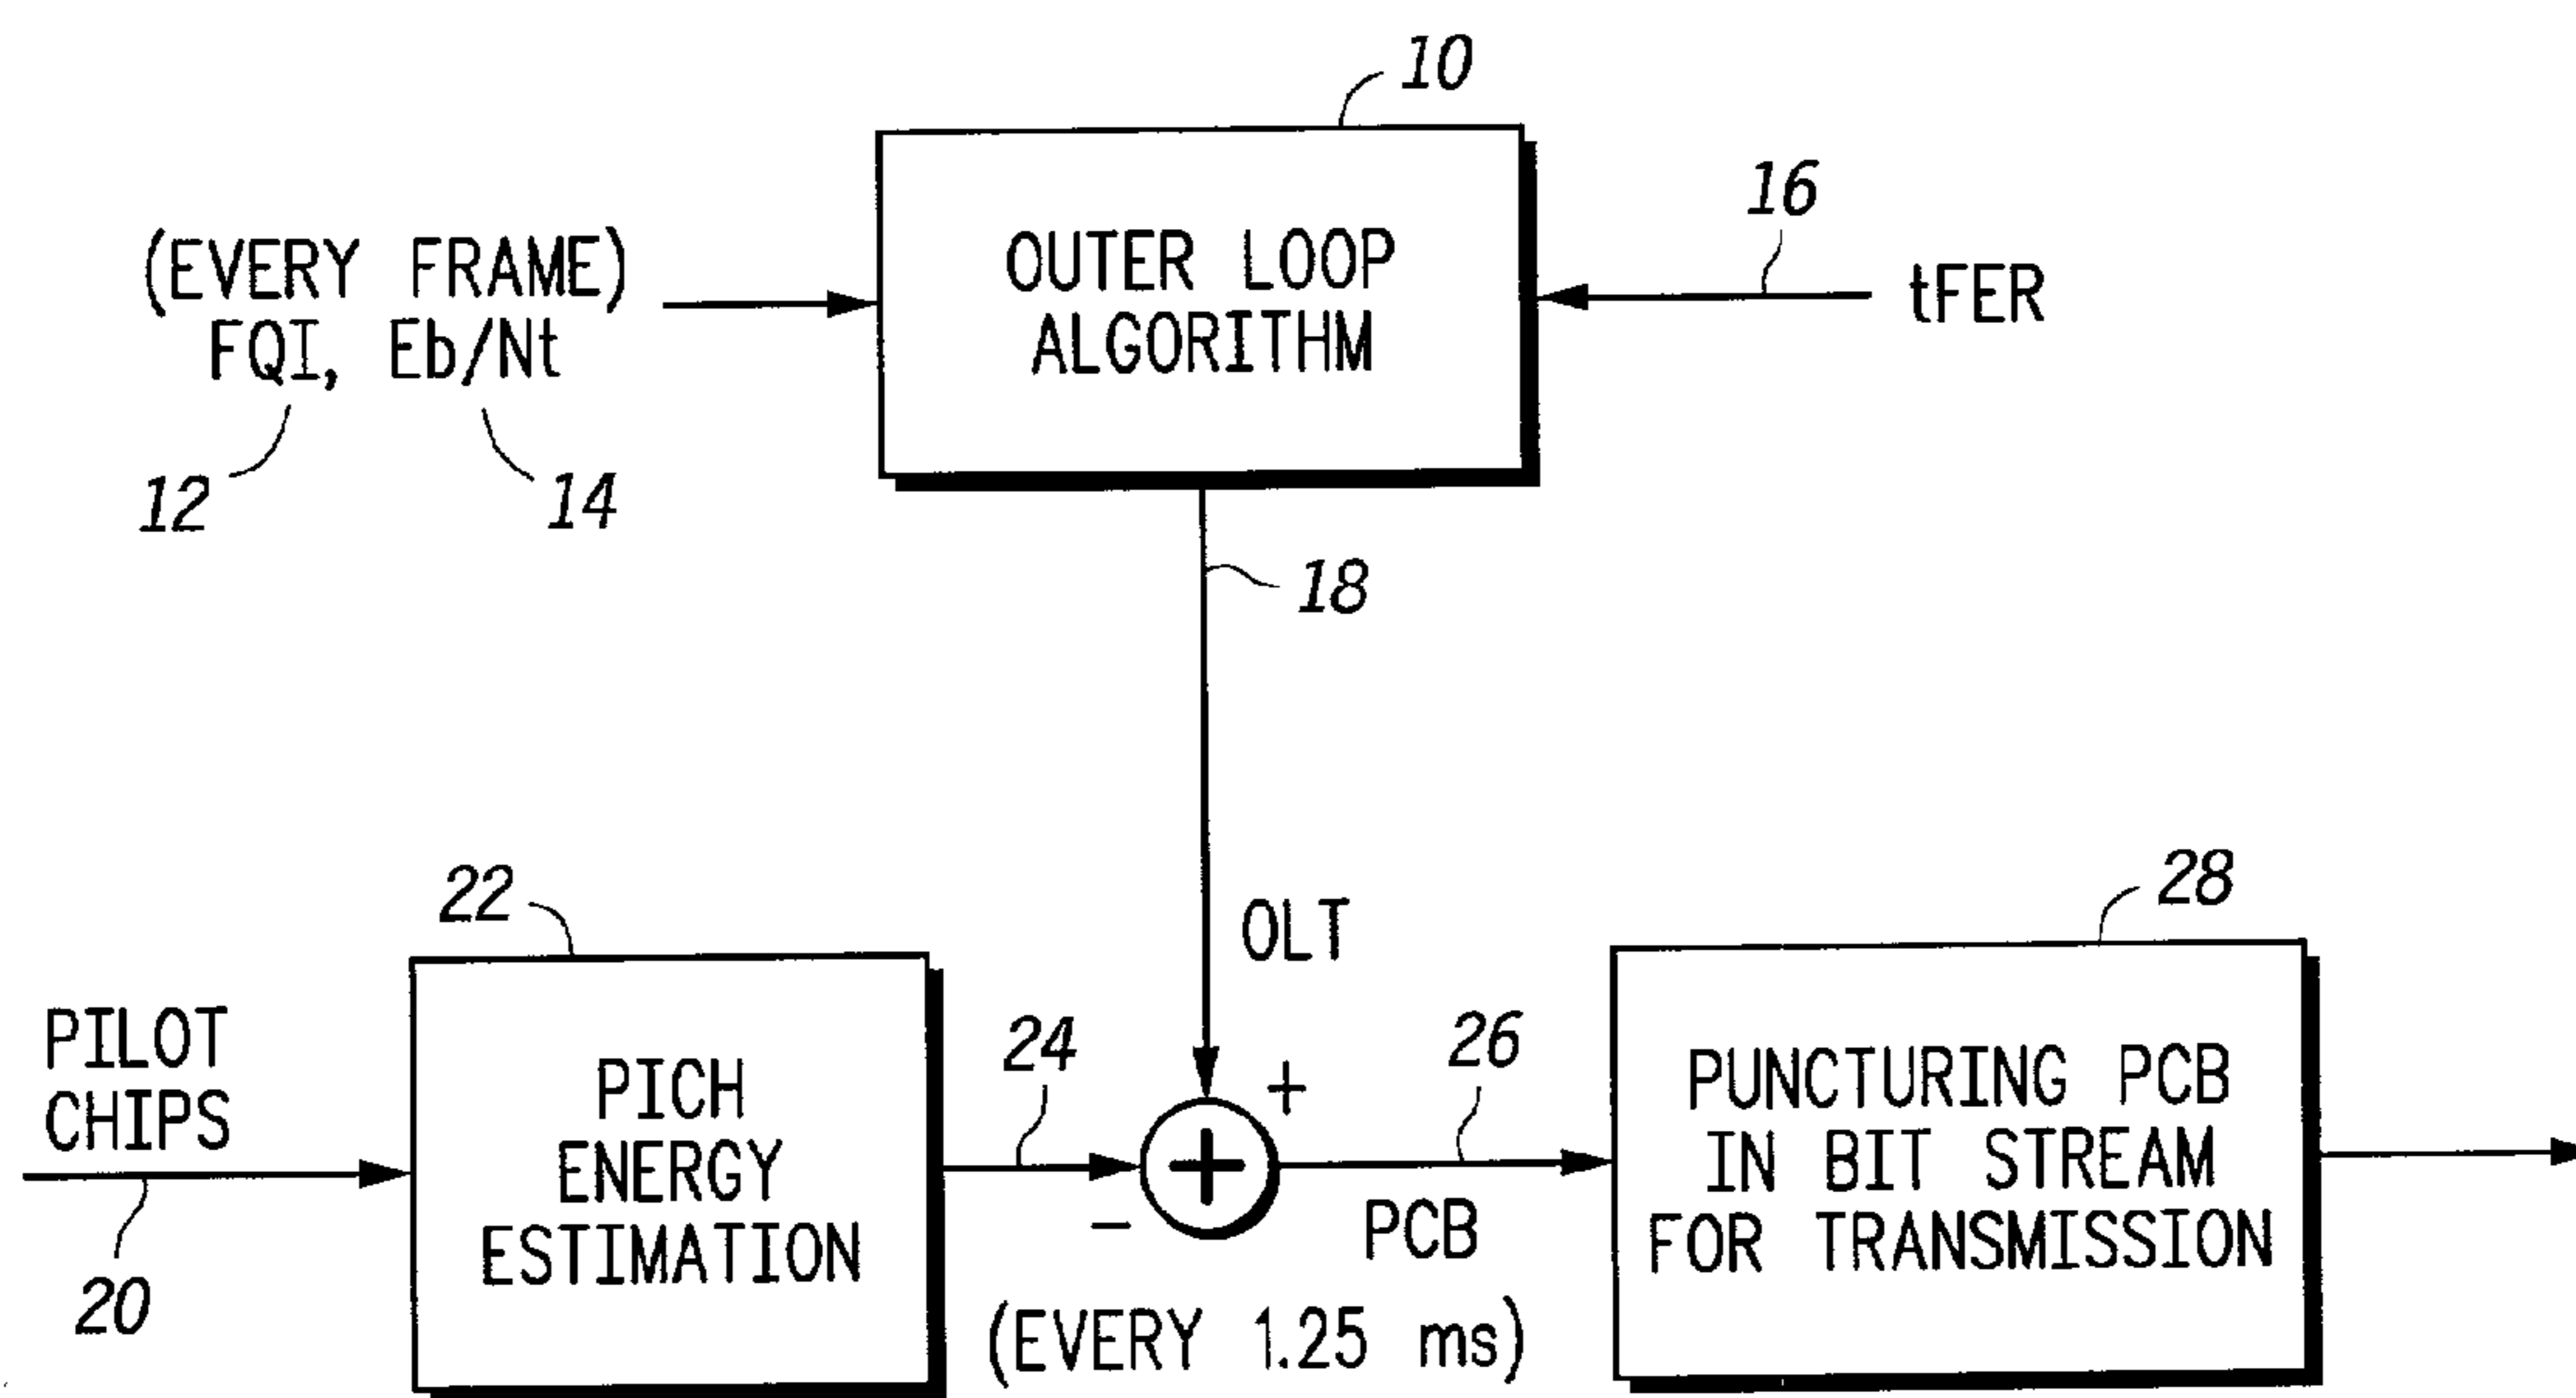 10
16
(EVERY FRAME)
FQI, Eb/Nt
OUTER LOOP
ALGORITHM
tFER
12
14
18
22
28
OLT
PILOT
CHIPS
20
PICH
ENERGY
ESTIMATION
24
+
+
-
26
PCB
(EVERY 1.25 ms)
PUNCTURING PCB
IN BIT STREAM
FOR TRANSMISSION